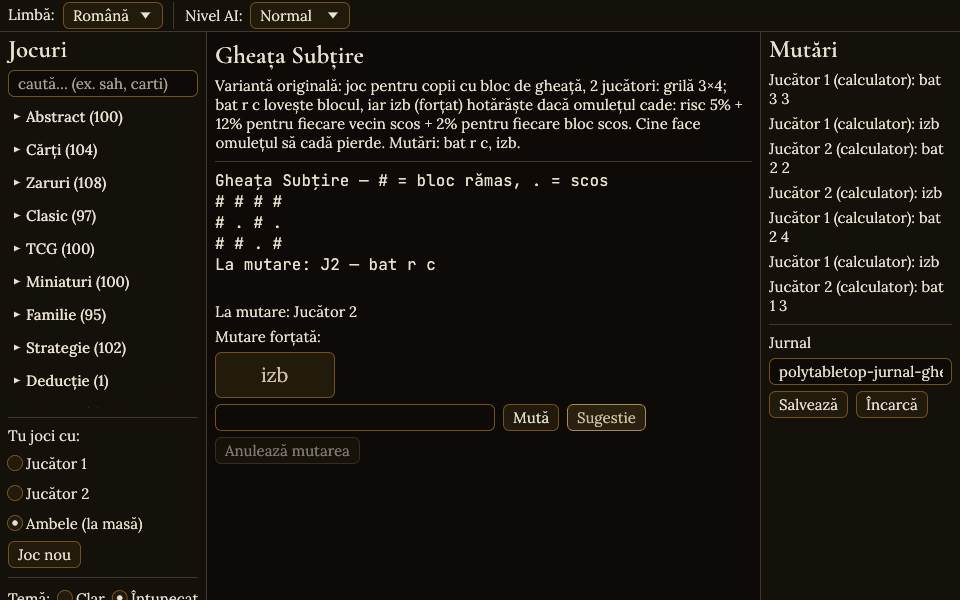 Limbă: Română ▼ Nivel AI: Normal ▼
Jocuri
caută... (ex. sah, carti)
▸ Abstract (100)
▸ Cărți (104)
▸ Zaruri (108)
▸ Clasic (97)
▸ TCG (100)
▸ Miniaturi (100)
▸ Familie (95)
▸ Strategie (102)
▸ Deducție (1)
Tu joci cu:
Jucător 1
Jucător 2
Ambele (la masă)
Joc nou
Temă: Clar Întunecat
Gheața Subțire
Variantă originală: joc pentru copii cu bloc de gheață, 2 jucători: grilă 3×4;
bat r c lovește blocul, iar izb (forțat) hotărăște dacă omulețul cade: risc 5% +
12% pentru fiecare vecin scos + 2% pentru fiecare bloc scos. Cine face
omulețul să cadă pierde. Mutări: bat r c, izb.
Gheața Subțire — # = bloc rămas, . = scos
# # # #
# . # .
# # . #
La mutare: J2 — bat r c
La mutare: Jucător 2
Mutare forțată:
izb
Mută Sugestie
Anulează mutarea
Mutări
Jucător 1 (calculator): bat
3 3
Jucător 1 (calculator): izb
Jucător 2 (calculator): bat
2 2
Jucător 2 (calculator): izb
Jucător 1 (calculator): bat
2 4
Jucător 1 (calculator): izb
Jucător 2 (calculator): bat
1 3
Jurnal
polytabletop-jurnal-ghe
Salvează Încarcă